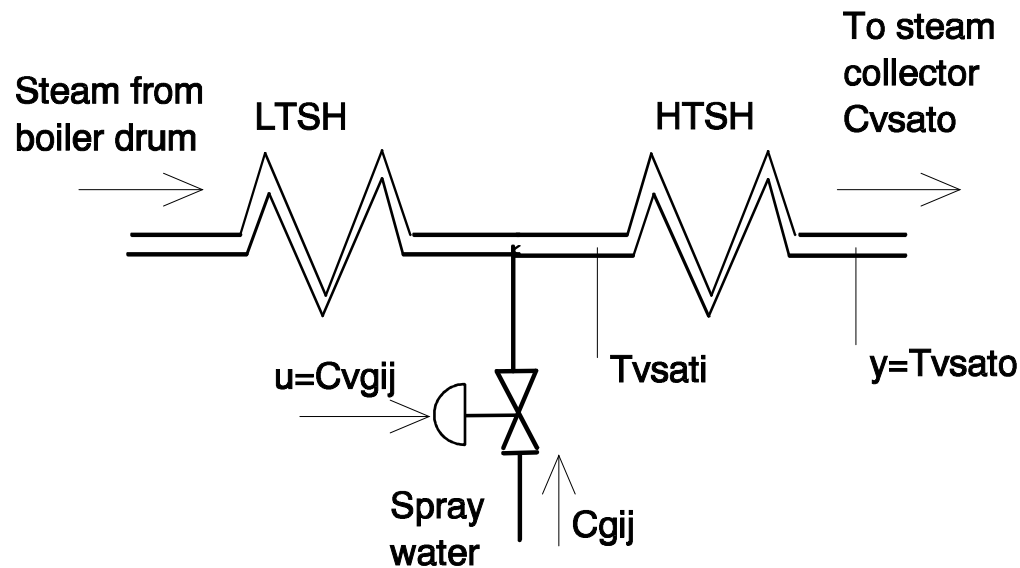 To steam
collector
Cvsato
Steam from
boiler drum
LTSH
HTSH
Tvsati
y=Tvsato
u=Cvgij
Spray
water
Cgij